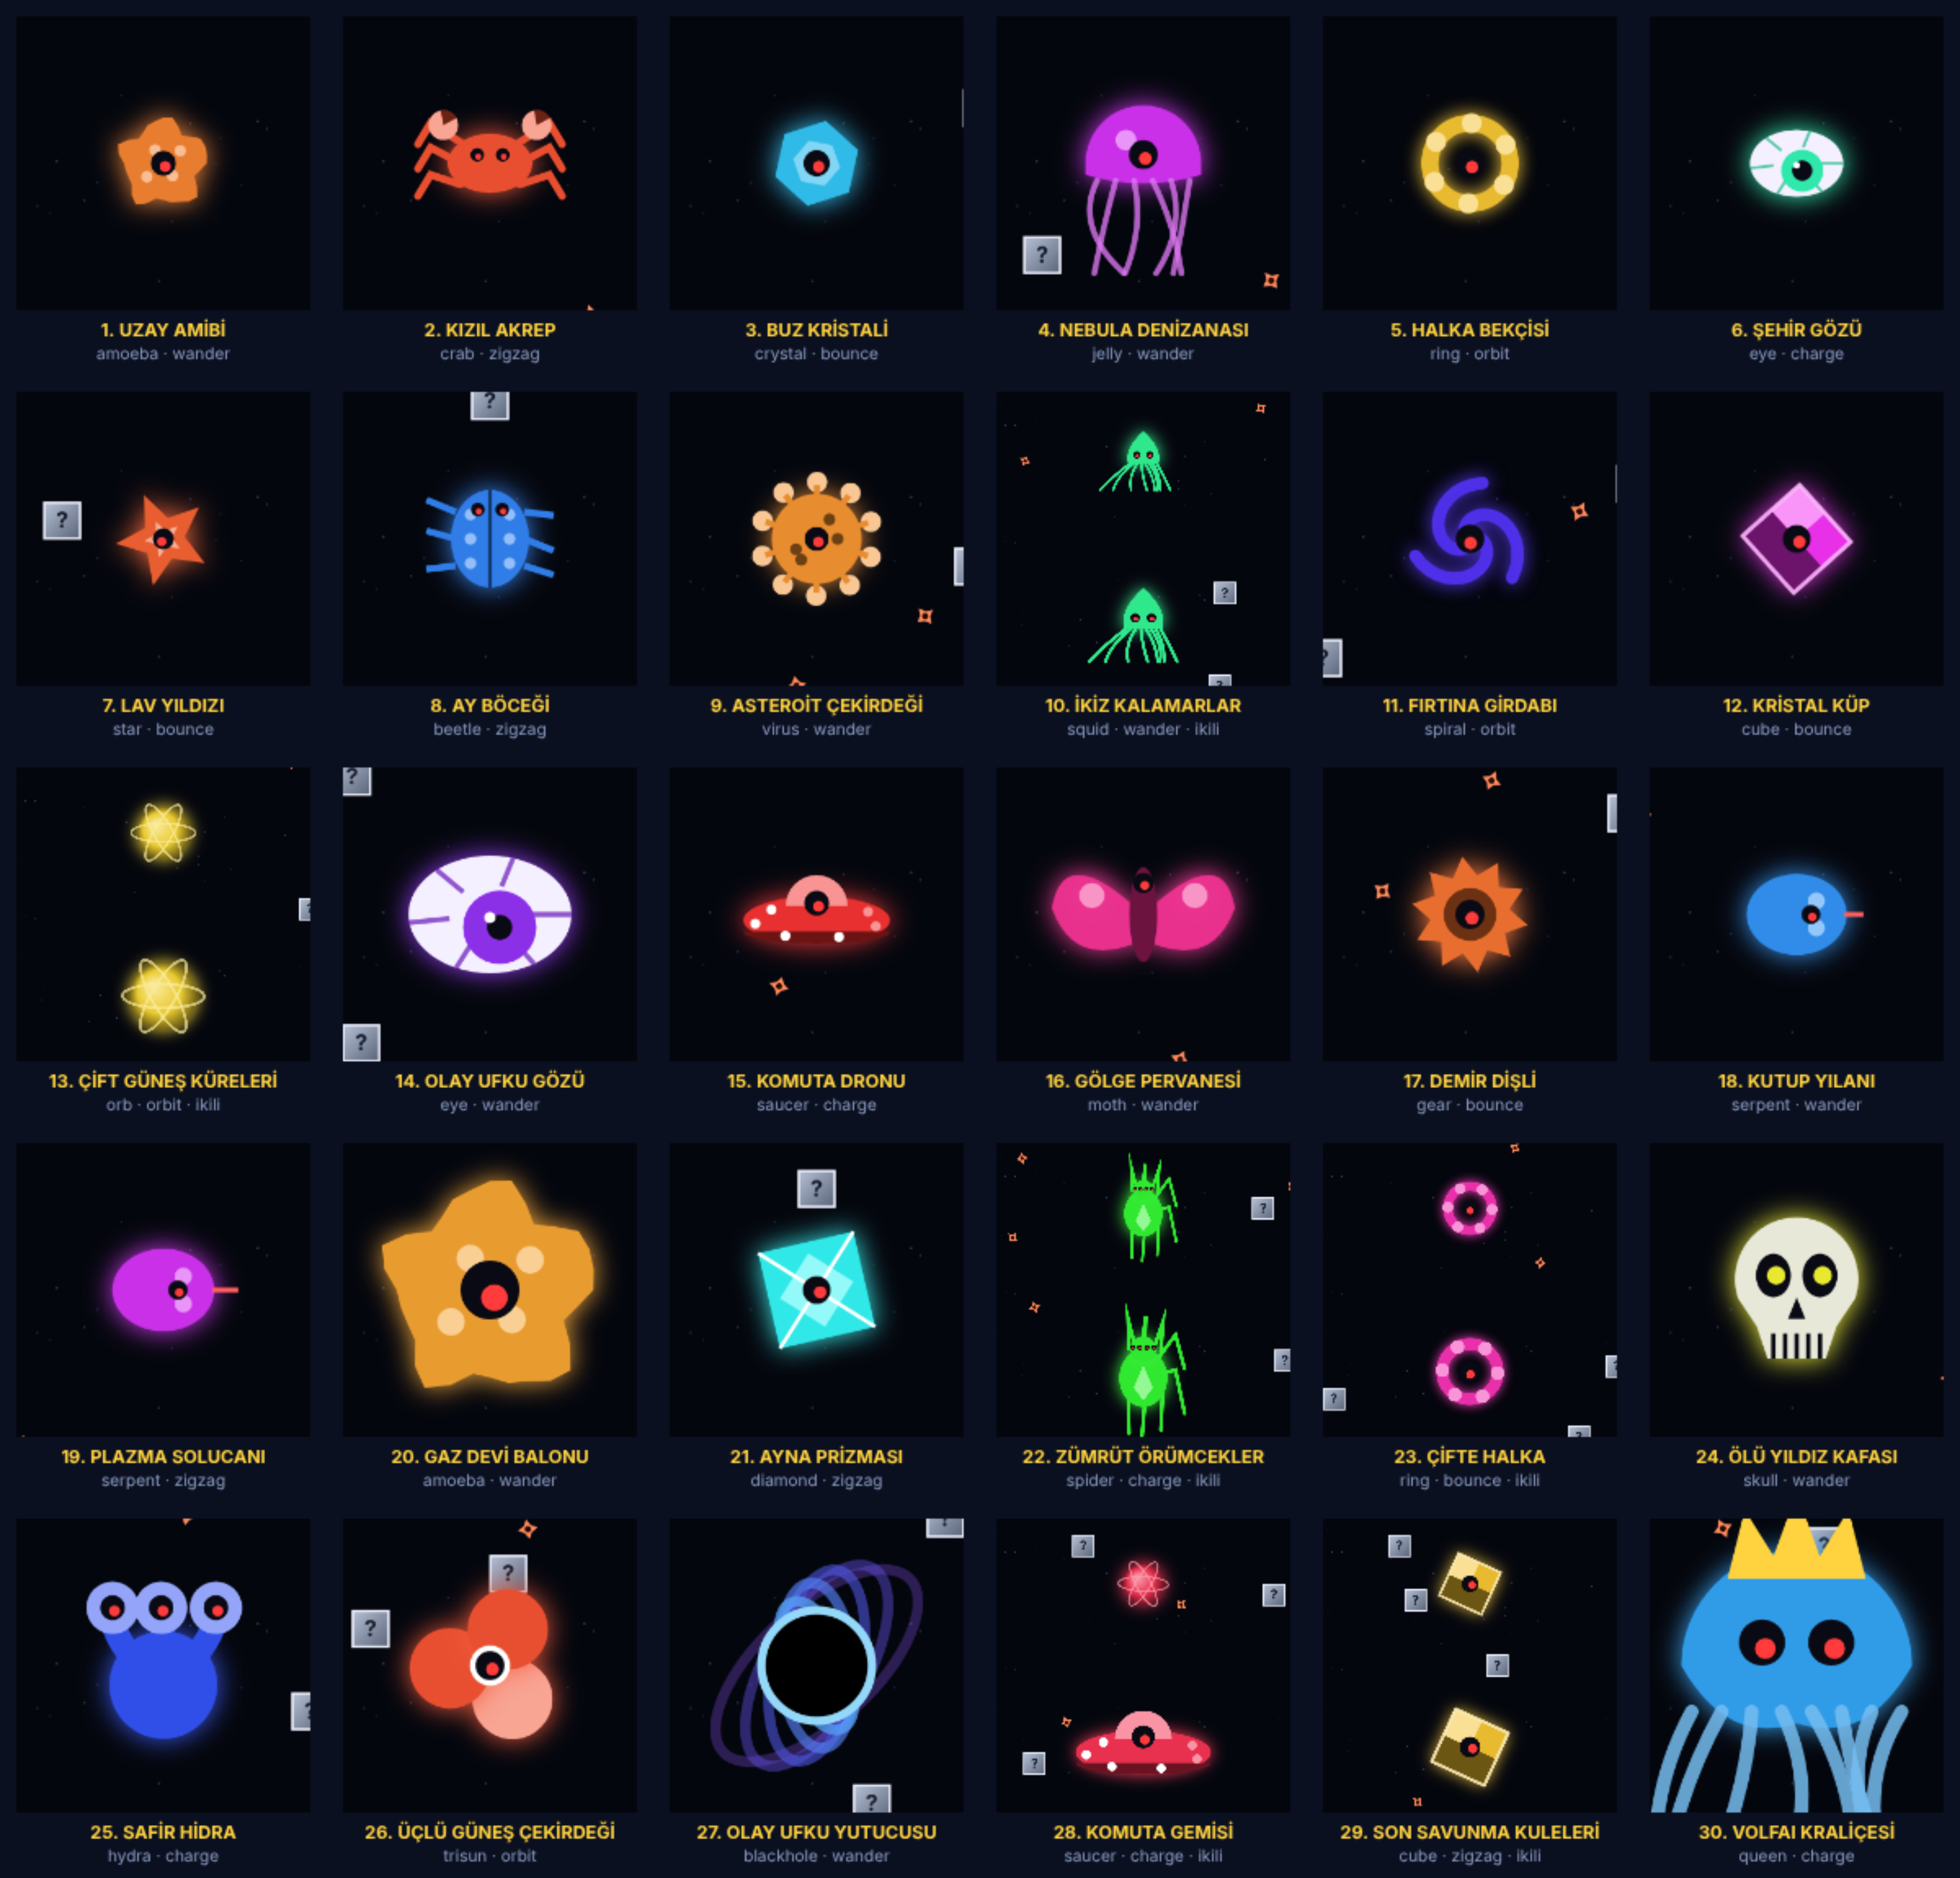 1. UZAY AMİBİ
amoeba · wander
2. KIZIL AKREP
crab · zigzag
3. BUZ KRİSTALİ
crystal · bounce
?
4. NEBULA DENİZANASI
jelly · wander
5. HALKA BEKÇİSİ
ring · orbit
6. ŞEHİR GÖZÜ
eye · charge
?
7. LAV YILDIZI
star · bounce
?
8. AY BÖCEĞİ
beetle · zigzag
9. ASTEROİT ÇEKİRDEĞİ
virus · wander
?
?
10. İKİZ KALAMARLAR
squid · wander · ikili
?
11. FIRTINA GİRDABI
spiral · orbit
12. KRİSTAL KÜP
cube · bounce
?
13. ÇİFT GÜNEŞ KÜRELERİ
orb · orbit · ikili
?
?
14. OLAY UFKU GÖZÜ
eye · wander
15. KOMUTA DRONU
saucer · charge
16. GÖLGE PERVANESİ
moth · wander
17. DEMİR DİŞLİ
gear · bounce
18. KUTUP YILANI
serpent · wander
19. PLAZMA SOLUCANI
serpent · zigzag
20. GAZ DEVİ BALONU
amoeba · wander
?
21. AYNA PRİZMASI
diamond · zigzag
?
?
22. ZÜMRÜT ÖRÜMCEKLER
spider · charge · ikili
?
?
?
23. ÇİFTE HALKA
ring · bounce · ikili
24. ÖLÜ YILDIZ KAFASI
skull · wander
?
25. SAFİR HİDRA
hydra · charge
?
?
26. ÜÇLÜ GÜNEŞ ÇEKİRDEĞİ
trisun · orbit
?
?
27. OLAY UFKU YUTUCUSU
blackhole · wander
?
?
?
28. KOMUTA GEMİSİ
saucer · charge · ikili
?
?
?
29. SON SAVUNMA KULELERİ
cube · zigzag · ikili
?
30. VOLFAI KRALİÇESİ
queen · charge